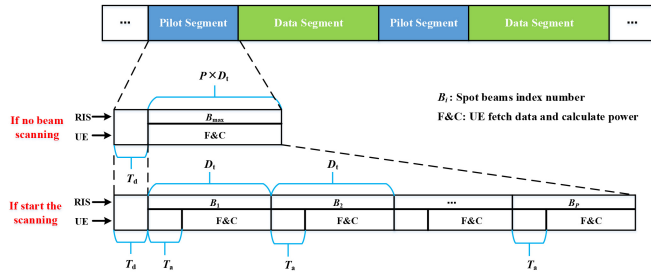 ... Pilot Segment Data Segment Pilot Segment Data Segment ...
P×Dt
If no beam scanning
RIS Bmax
UE F&C
Td
Bi: Spot beams index number
F&C: UE fetch data and calculate power
Dt Dt
If start the scanning
RIS B1 B2 ... BP
UE F&C F&C F&C F&C
Td Ta Ta Ta